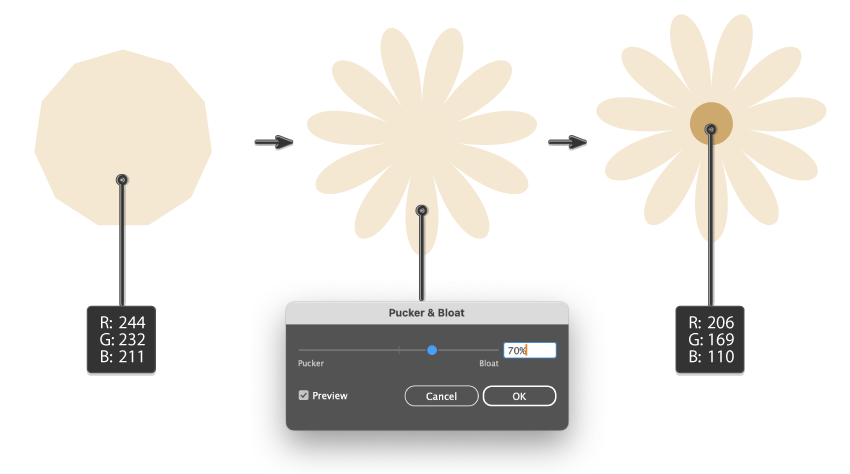 R: 244
G: 232
B: 211
Pucker & Bloat
70%
Pucker
Bloat
Preview
Cancel
OK
R: 206
G: 169
B: 110